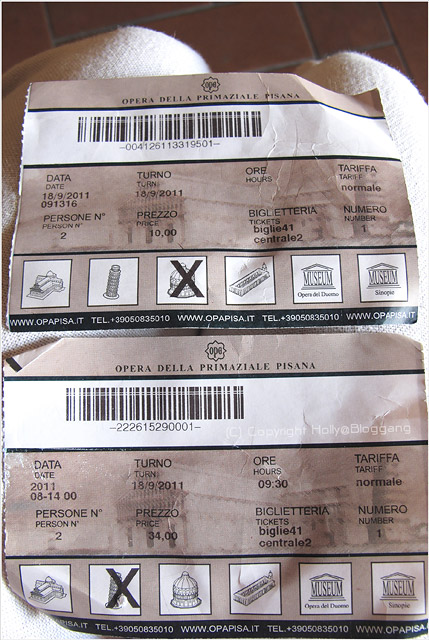 ope
OPERA DELLA PRIMAZIALE PISANA
-004126113319501-
DATA TURNO ORE TARIFFA
DATE TURN HOURS TARIFF
18/9/2011 18/9/2011 normale
091316
PERSONE N° PREZZO BIGLIETTERIA NUMERO
PERSON N° PRICE TICKETS NUMBER
2 10,00 biglie41 1
centrale2
X MUSEUM MUSEUM
Opera del Duomo Sinopie
WWW.OPAPISA.IT TEL.+39050835010 WWW.OPAPISA.IT TEL.+39050835010 WWW.OPAPISA.IT
ope
OPERA DELLA PRIMAZIALE PISANA
-222615290001-
(C) Copyright Holly@Bloggang
DATA TURNO ORE TARIFFA
DATE TURN HOURS TARIFF
2011 18/9/2011 09:30 normale
08-14 00
PERSONE N° PREZZO BIGLIETTERIA NUMERO
PERSON N° PRICE TICKETS NUMBER
2 34,00 biglie41 1
centrale2
X MUSEUM MUSEUM
Opera del Duomo Sinopie
OPAPISA.IT TEL.+39050835010 WWW.OPAPISA.IT TEL.+39050835010 WWW.OPAPISA.IT